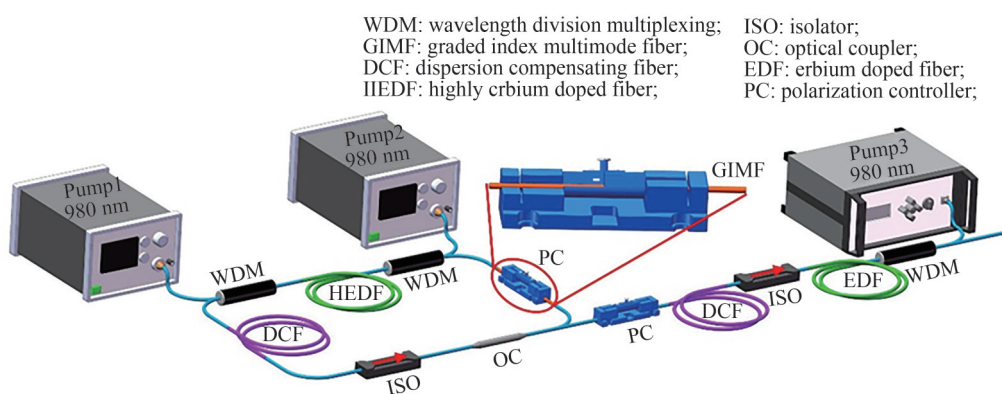 WDM: wavelength division multiplexing;
GIMF: graded index multimode fiber;
DCF: dispersion compensating fiber;
IIEDF: highly crbium doped fiber;
ISO: isolator;
OC: optical coupler;
EDF: erbium doped fiber;
PC: polarization controller;
Pump1
980 nm
Pump2
980 nm
GIMF
Pump3
980 nm
WDM
HEDF
WDM
PC
DCF
ISO
OC
PC
DCF
ISO
EDF
WDM